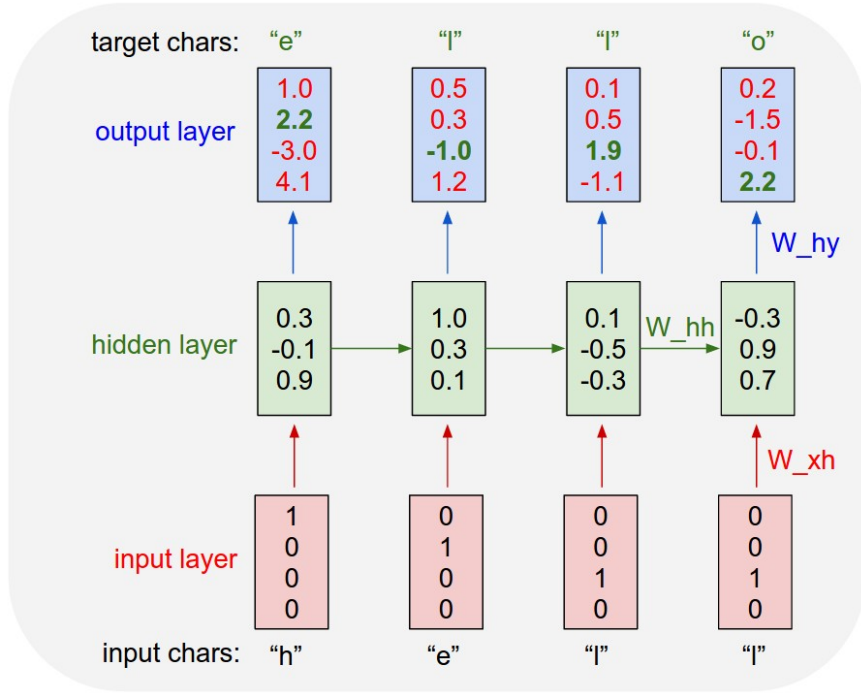 target chars: “e” “l” “l” “o”
output layer
1.0 0.5 0.1 0.2
2.2 0.3 0.5 -1.5
-3.0 -1.0 1.9 -0.1
4.1 1.2 -1.1 2.2
W_hy
hidden layer
0.3 1.0 0.1 -0.3
-0.1 0.3 -0.5 0.9
0.9 0.1 -0.3 0.7
W_hh
W_xh
input layer
1 0 0 0
0 1 0 0
0 0 1 1
0 0 0 0
input chars: “h” “e” “l” “l”